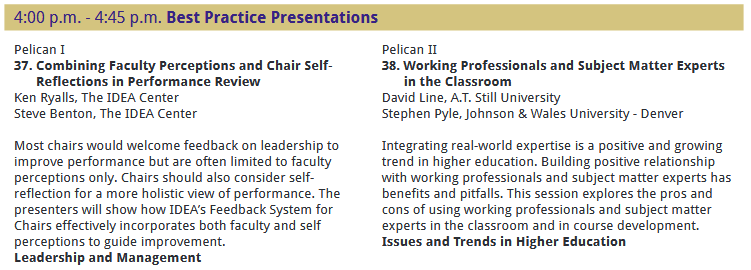 4:00 p.m. - 4:45 p.m. Best Practice Presentations
Pelican I
37. Combining Faculty Perceptions and Chair Self-
Reflections in Performance Review
Ken Ryalls, The IDEA Center
Steve Benton, The IDEA Center
Most chairs would welcome feedback on leadership to
improve performance but are often limited to faculty
perceptions only. Chairs should also consider self-
reflection for a more holistic view of performance. The
presenters will show how IDEA's Feedback System for
Chairs effectively incorporates both faculty and self
perceptions to guide improvement.
Leadership and Management
Pelican II
38. Working Professionals and Subject Matter Experts
in the Classroom
David Line, A.T. Still University
Stephen Pyle, Johnson & Wales University - Denver
Integrating real-world expertise is a positive and growing
trend in higher education. Building positive relationship
with working professionals and subject matter experts has
benefits and pitfalls. This session explores the pros and
cons of using working professionals and subject matter
experts in the classroom and in course development.
Issues and Trends in Higher Education